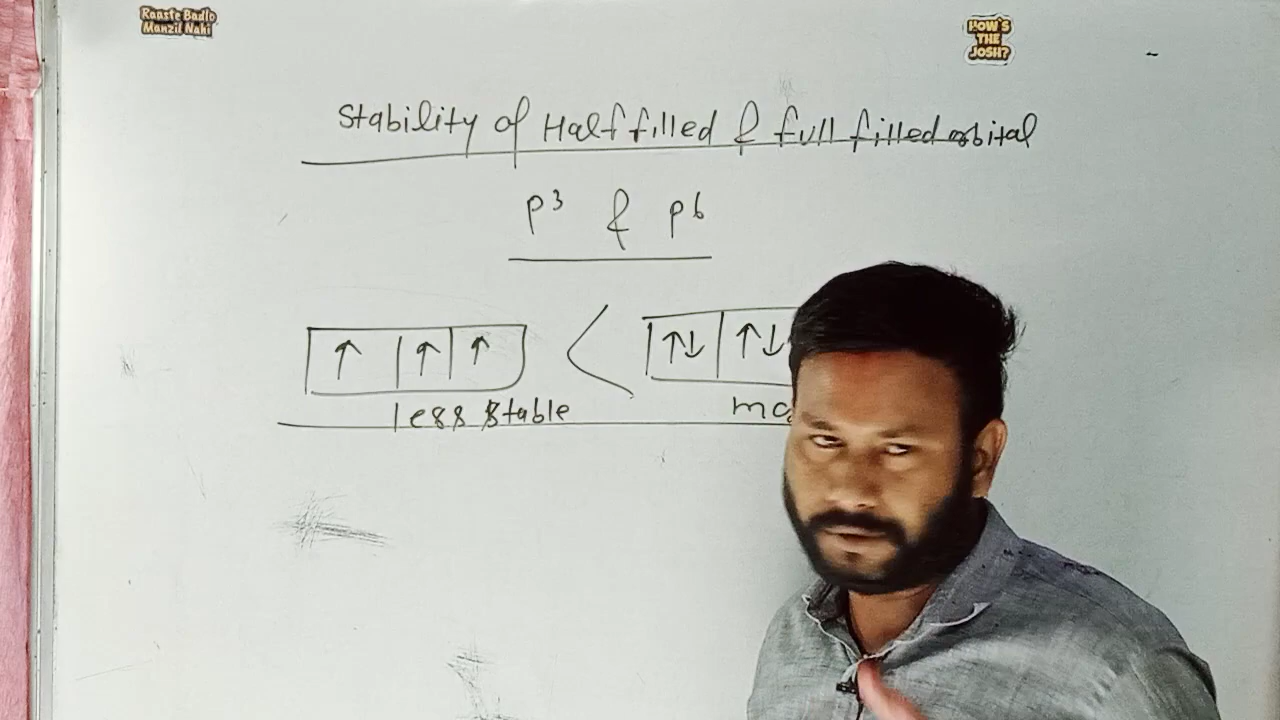 Raaste Badlo
Manzil Nahi
HOW'S
THE
JOSH?
Stability of Half filled & full filled orbital
p³ & p⁶
↑ ↑ ↑ < ↑↓ ↑↓
less stable